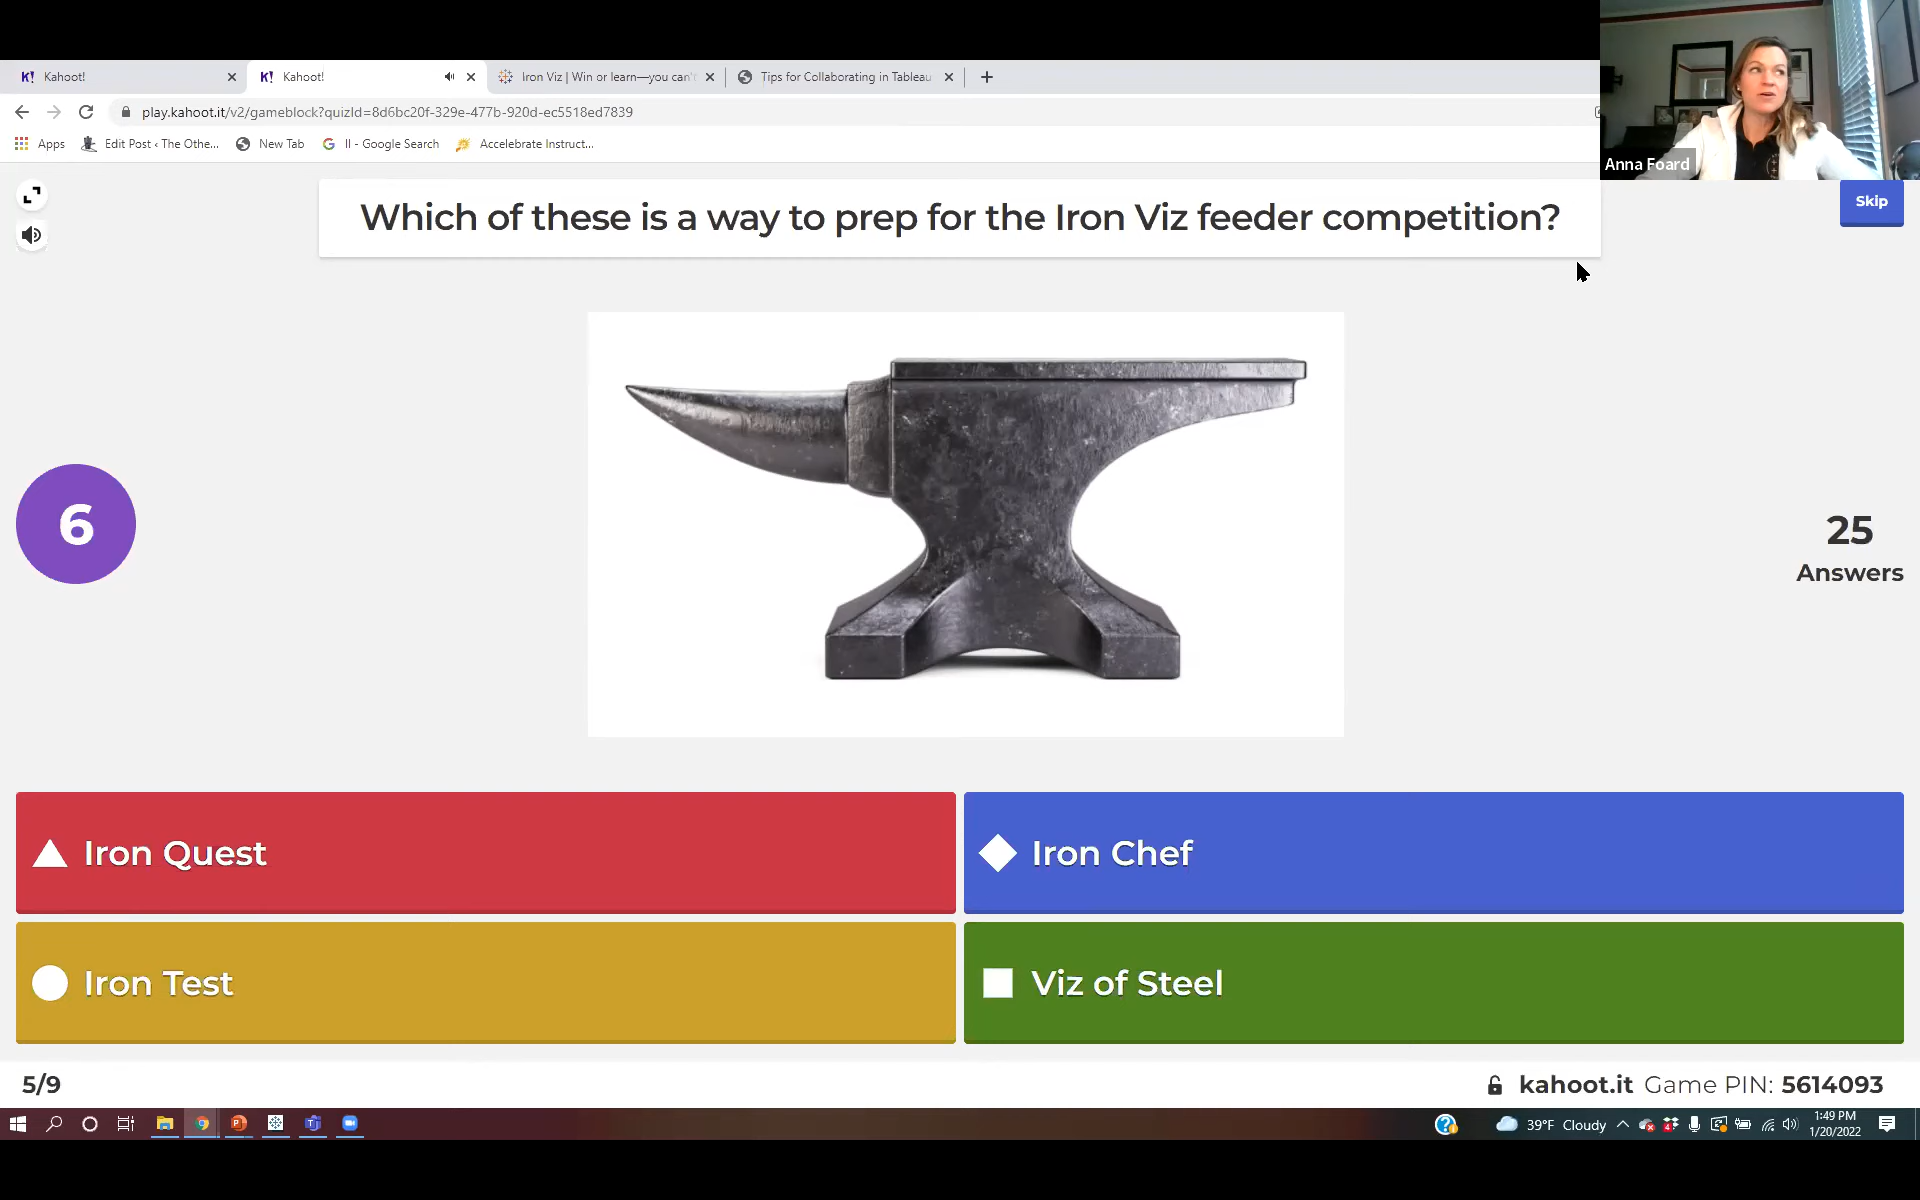 Kahoot!
Kahoot!
Iron Viz | Win or learn—you can'
Tips for Collaborating in Tableau
play.kahoot.it/v2/gameblock?quizId=8d6bc20f-329e-477b-920d-ec5518ed7839
Apps
Edit Post ‹ The Othe...
New Tab
II - Google Search
Accelebrate Instruct...
Anna Foard
Skip
Which of these is a way to prep for the Iron Viz feeder competition?
6
25
Answers
Iron Quest
Iron Chef
Iron Test
Viz of Steel
5/9
kahoot.it Game PIN: 5614093
39°F Cloudy
1:49 PM
1/20/2022